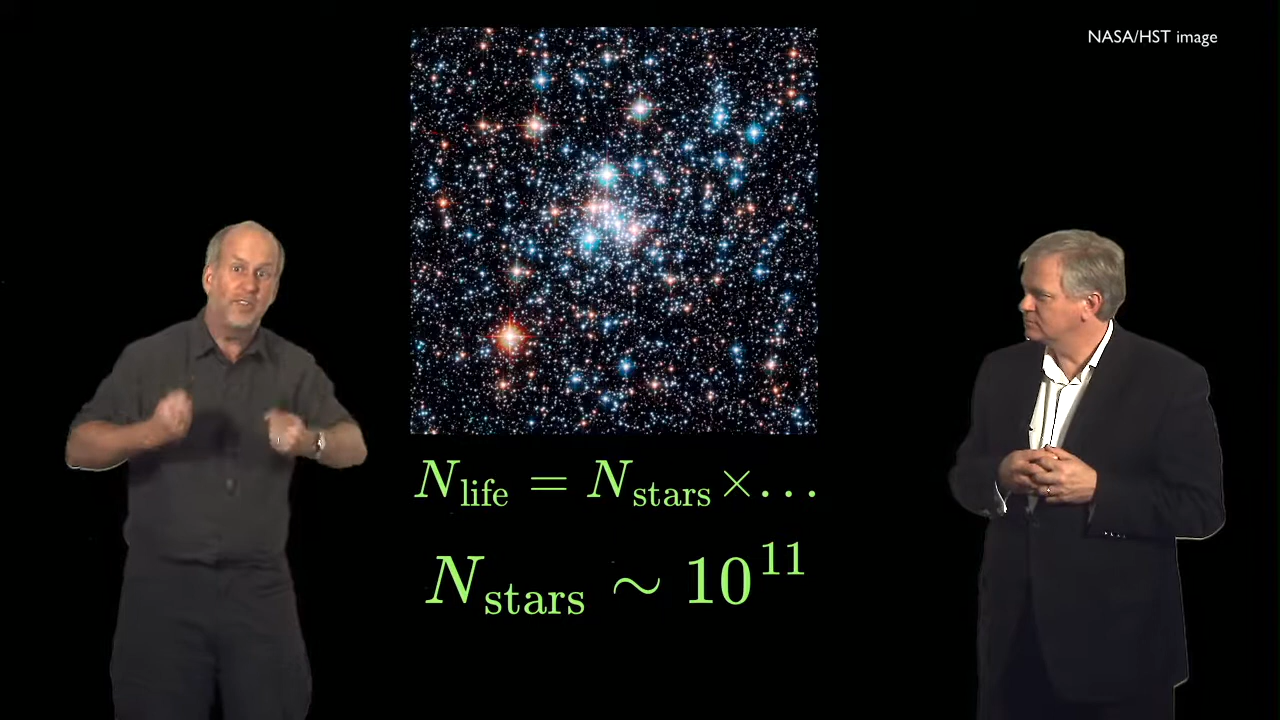 NASA/HST image
N_life = N_stars × ...
N_stars ~ 10^11